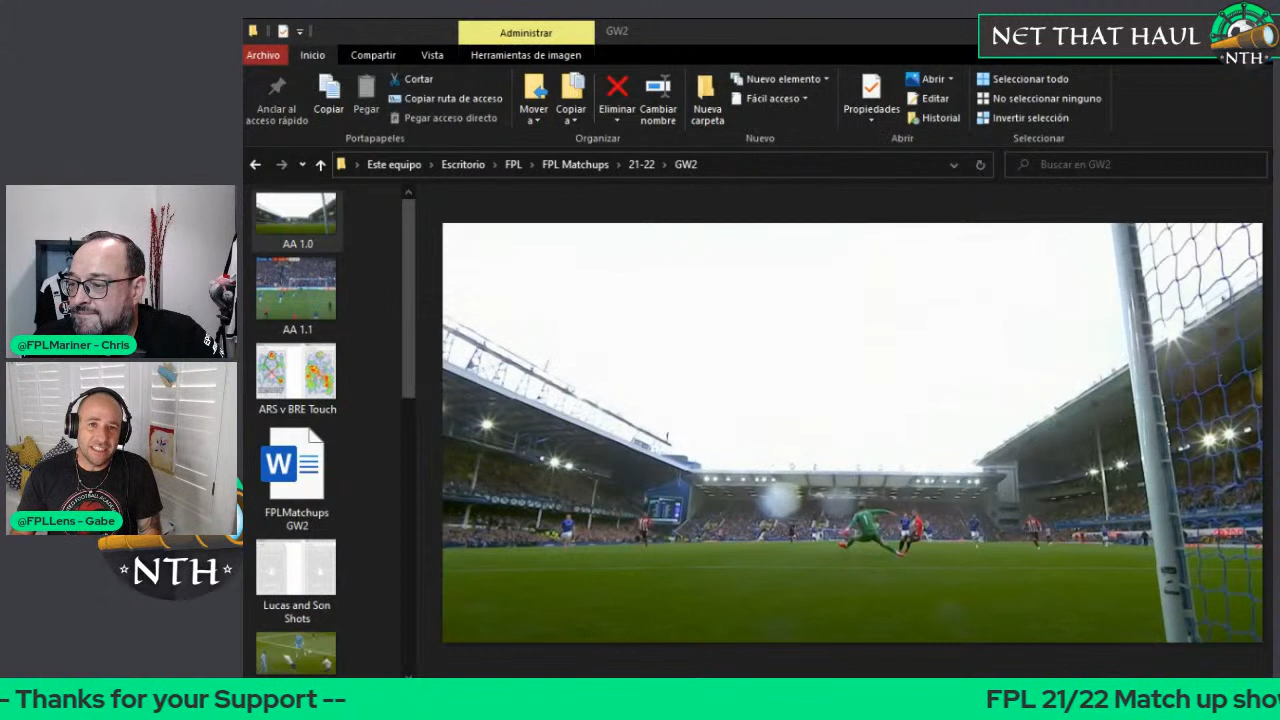 Administrar
GW2
NET THAT HAUL
NTH
Archivo
Inicio
Compartir
Vista
Herramientas de imagen
Anclar al
acceso rápido
Copiar
Pegar
Cortar
Copiar ruta de acceso
Pegar acceso directo
Portapapeles
Mover
a
Copiar
a
Eliminar
Cambiar
nombre
Organizar
Nueva
carpeta
Nuevo elemento
Fácil acceso
Nuevo
Propiedades
Abrir
Editar
Historial
Abrir
Seleccionar todo
No seleccionar ninguno
Invertir selección
Seleccionar
Este equipo
Escritorio
FPL
FPL Matchups
21-22
GW2
Buscar en GW2
AA 1.0
AA 1.1
ARS v BRE Touch
W
FPLMatchups
GW2
Lucas and Son
Shots
@FPLMariner - Chris
@FPLLens - Gabe
NTH
- Thanks for your Support --
FPL 21/22 Match up sho